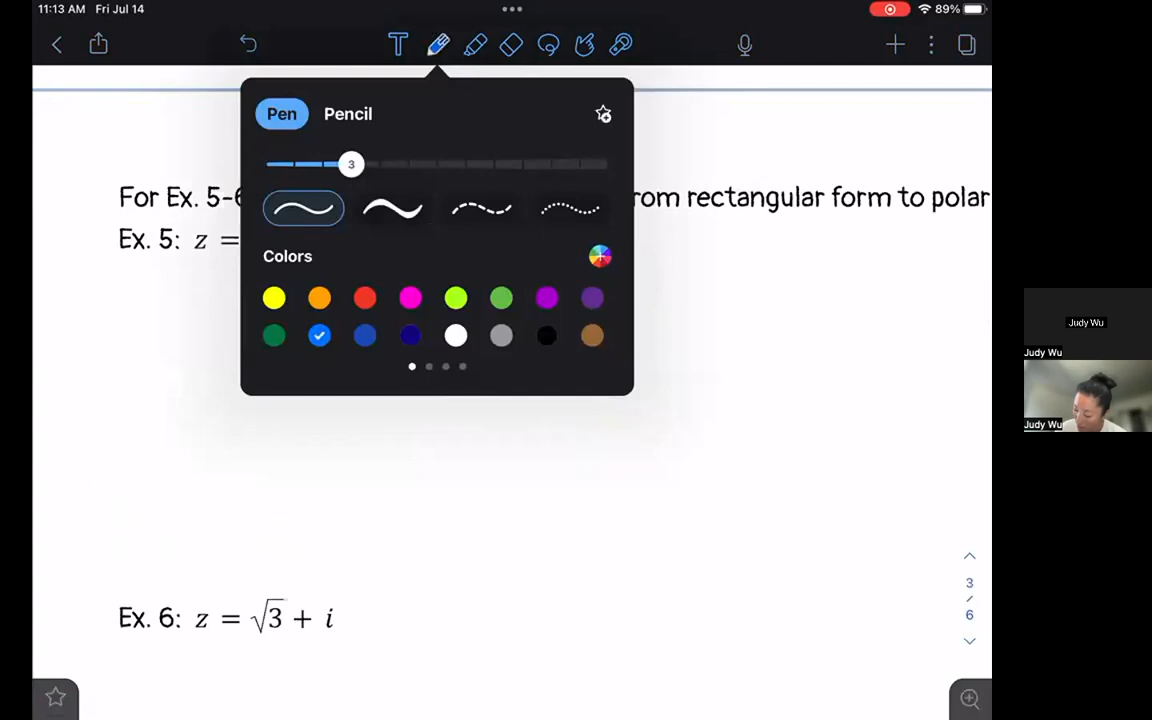 11:13 AM Fri Jul 14
89%
T
Pen Pencil
3
For Ex. 5-6 rom rectangular form to polar
Ex. 5: z =
Colors
Judy Wu
Judy Wu
Judy Wu
3
/
6
Ex. 6: z = √3 + i